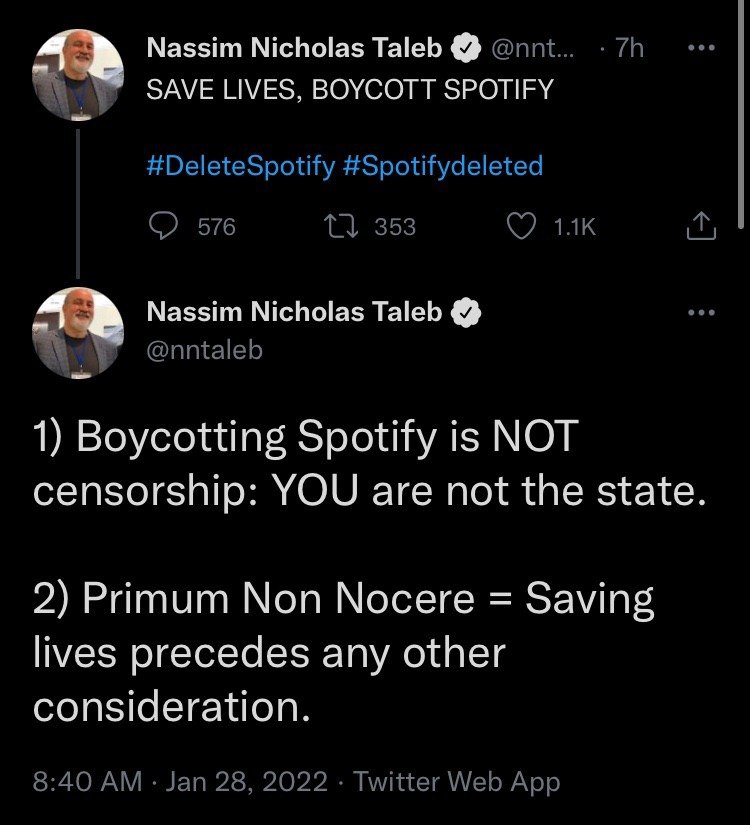 Nassim Nicholas Taleb @nnt... · 7h
SAVE LIVES, BOYCOTT SPOTIFY
#DeleteSpotify #Spotifydeleted
576 353 1.1K
Nassim Nicholas Taleb
@nntaleb
1) Boycotting Spotify is NOT
censorship: YOU are not the state.
2) Primum Non Nocere = Saving
lives precedes any other
consideration.
8:40 AM · Jan 28, 2022 · Twitter Web App